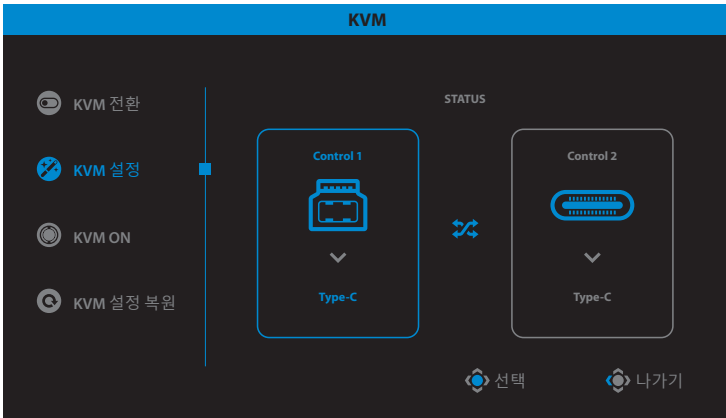 KVM
KVM 전환
KVM 설정
KVM ON
KVM 설정 복원
STATUS
Control 1
Type-C
Control 2
Type-C
선택
나가기